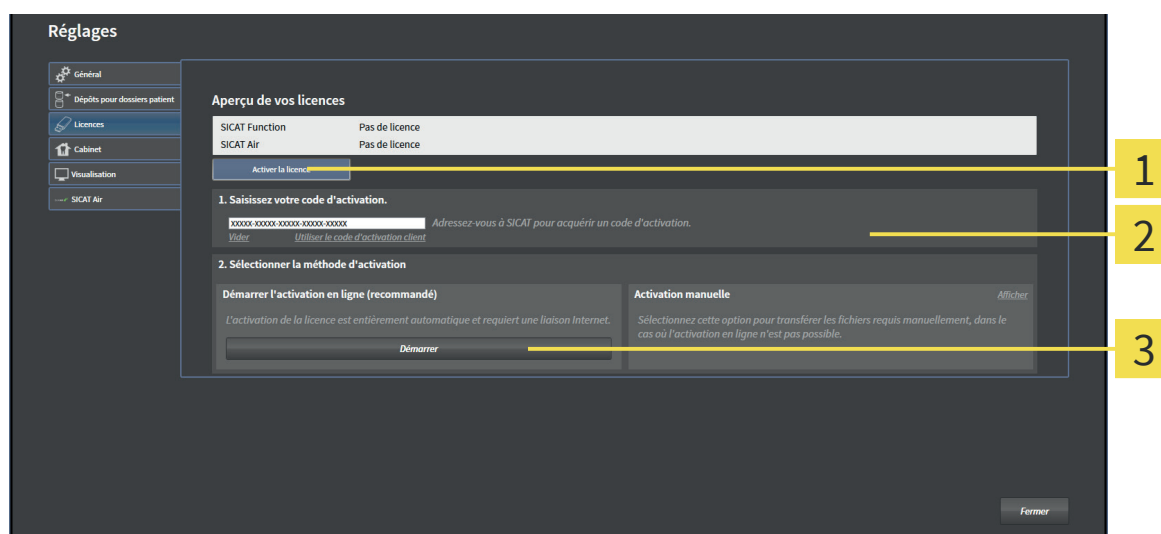 Réglages
Général
Dépôts pour dossiers patient
Licences
Cabinet
Visualisation
SICAT Air
Aperçu de vos licences
SICAT Function Pas de licence
SICAT Air Pas de licence
Activer la licence
1. Saisissez votre code d'activation.
XXXXX-XXXXX-XXXXX-XXXXX-XXXXX Adressez-vous à SICAT pour acquérir un code d'activation.
Vider Utiliser le code d'activation client
2. Sélectionner la méthode d'activation
Démarrer l'activation en ligne (recommandé)
L'activation de la licence est entièrement automatique et requiert une liaison Internet.
Démarrer
Activation manuelle Afficher
Sélectionnez cette option pour transférer les fichiers requis manuellement, dans le
cas où l'activation en ligne n'est pas possible.
Fermer
1
2
3